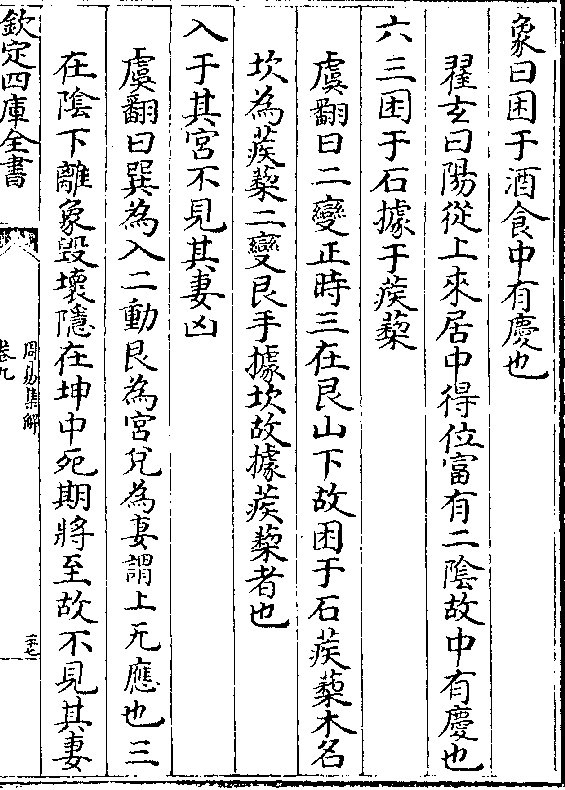 象曰困于酒食中有慶也
翟玄曰陽從上來居中得位富有二陰故中有慶也
六三困于石據于蒺藜
虞翻曰二變正時三在艮山下故困于石蒺藜木名
坎為蒺藜二變艮手據坎故據蒺藜者也
入于其宮不見其妻凶
虞翻曰巽為入二動艮為宮兌為妻謂上无應也三
在陰下離象毀壞隱在坤中死期將至故不見其妻
欽定四庫全書
周易集解
卷九